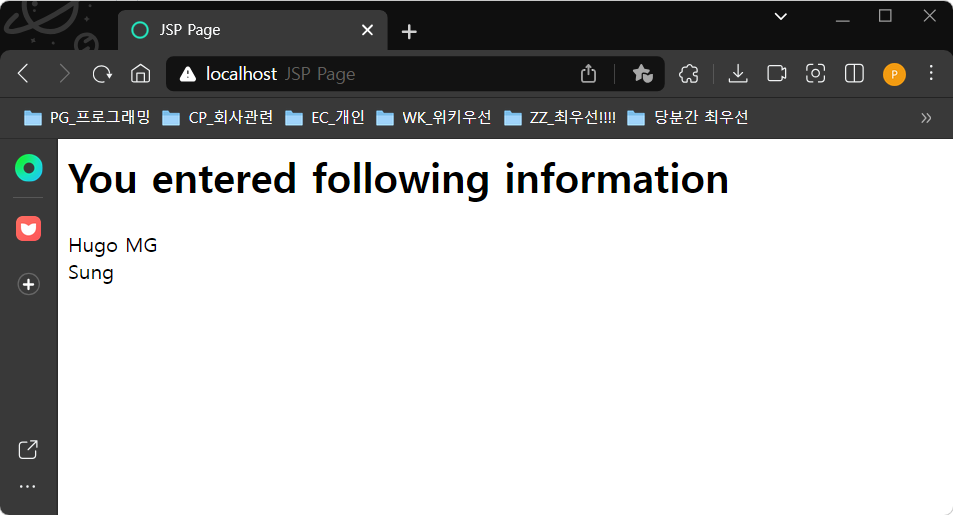 JSP Page
localhost JSP Page
P
PG_프로그래밍 CP_회사관련 EC_개인 WK_위키우선 ZZ_최우선!!!! 당분간 최우선
You entered following information
Hugo MG
Sung